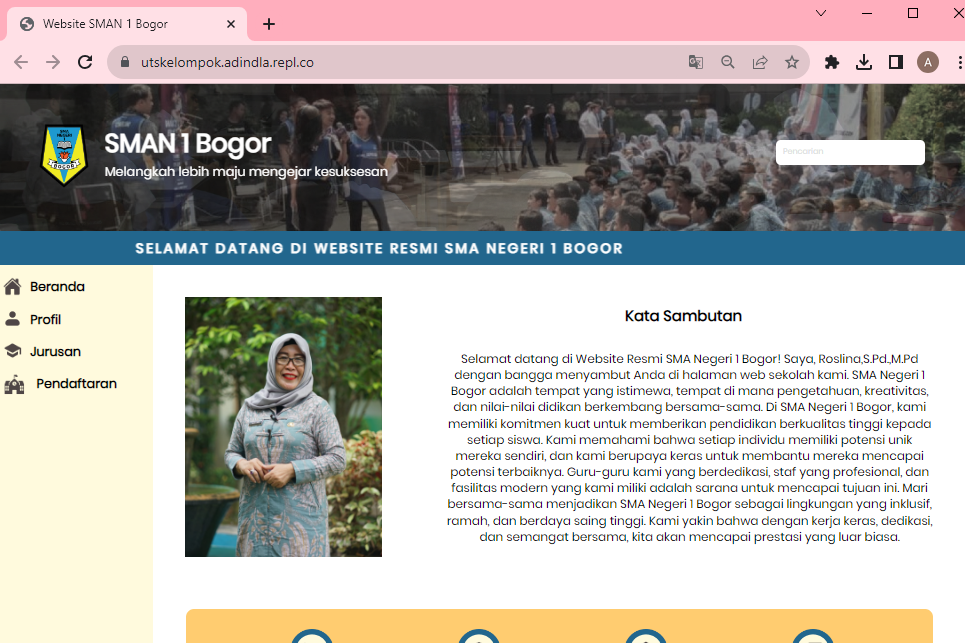 Website SMAN 1 Bogor
utskelompok.adindla.repl.co
A
SMA
NEGERI
1
BOGOR
SMAN 1 Bogor
Melangkah lebih maju mengejar kesuksesan
Pencarian
SELAMAT DATANG DI WEBSITE RESMI SMA NEGERI 1 BOGOR
Beranda
Profil
Jurusan
Pendaftaran
Kata Sambutan
Selamat datang di Website Resmi SMA Negeri 1 Bogor! Saya, Roslina,S.Pd.,M.Pd
dengan bangga menyambut Anda di halaman web sekolah kami. SMA Negeri 1
Bogor adalah tempat yang istimewa, tempat di mana pengetahuan, kreativitas,
dan nilai-nilai didikan berkembang bersama-sama. Di SMA Negeri 1 Bogor, kami
memiliki komitmen kuat untuk memberikan pendidikan berkualitas tinggi kepada
setiap siswa. Kami memahami bahwa setiap individu memiliki potensi unik
mereka sendiri, dan kami berupaya keras untuk membantu mereka mencapai
potensi terbaiknya. Guru-guru kami yang berdedikasi, staf yang profesional, dan
fasilitas modern yang kami miliki adalah sarana untuk mencapai tujuan ini. Mari
bersama-sama menjadikan SMA Negeri 1 Bogor sebagai lingkungan yang inklusif,
ramah, dan berdaya saing tinggi. Kami yakin bahwa dengan kerja keras, dedikasi,
dan semangat bersama, kita akan mencapai prestasi yang luar biasa.